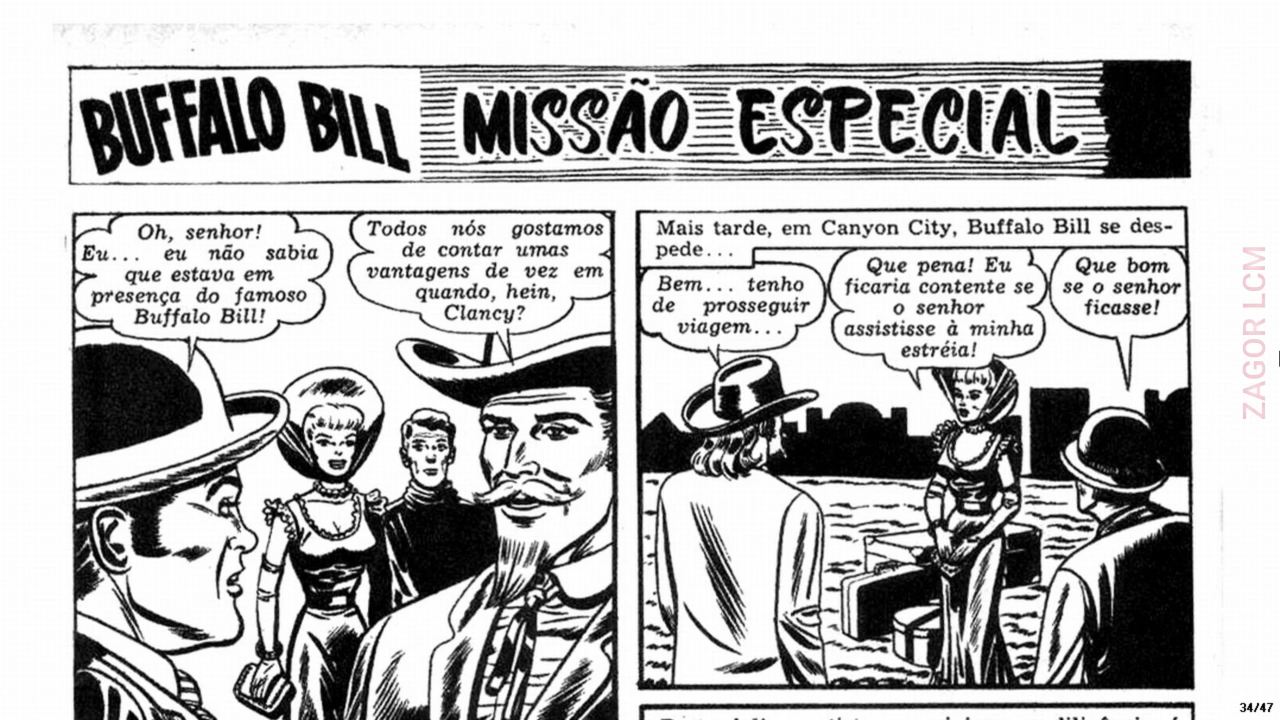 BUFFALO BILL MISSÃO ESPECIAL
Oh, senhor!
Eu... eu não sabia
que estava em
presença do famoso
Buffalo Bill!
Todos nós gostamos
de contar umas
vantagens de vez em
quando, hein,
Clancy?
Mais tarde, em Canyon City, Buffalo Bill se des-
pede...
Bem... tenho
de prosseguir
viagem...
Que pena! Eu
ficaria contente se
o senhor
assistisse à minha
estréia!
Que bom
se o senhor
ficasse!
ZAGOR LCM
34/47